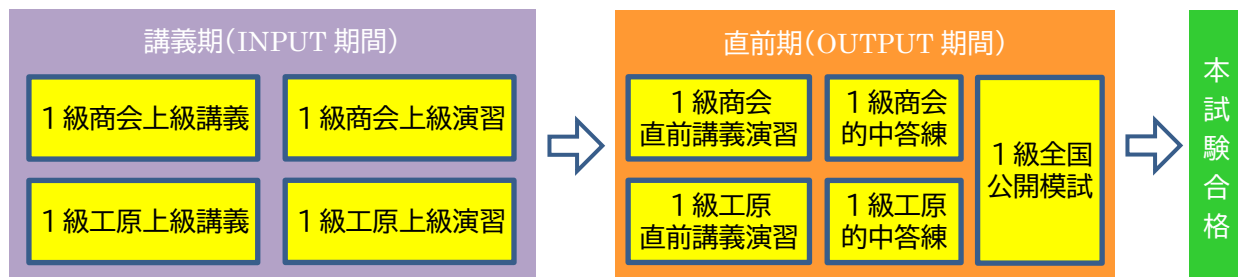 講義期（INPUT 期間）
１級商会上級講義
１級商会上級演習
１級工原上級講義
１級工原上級演習
直前期（OUTPUT 期間）
１級商会
直前講義演習
１級商会
的中答練
１級工原
直前講義演習
１級工原
的中答練
１級全国
公開模試
本試験合格